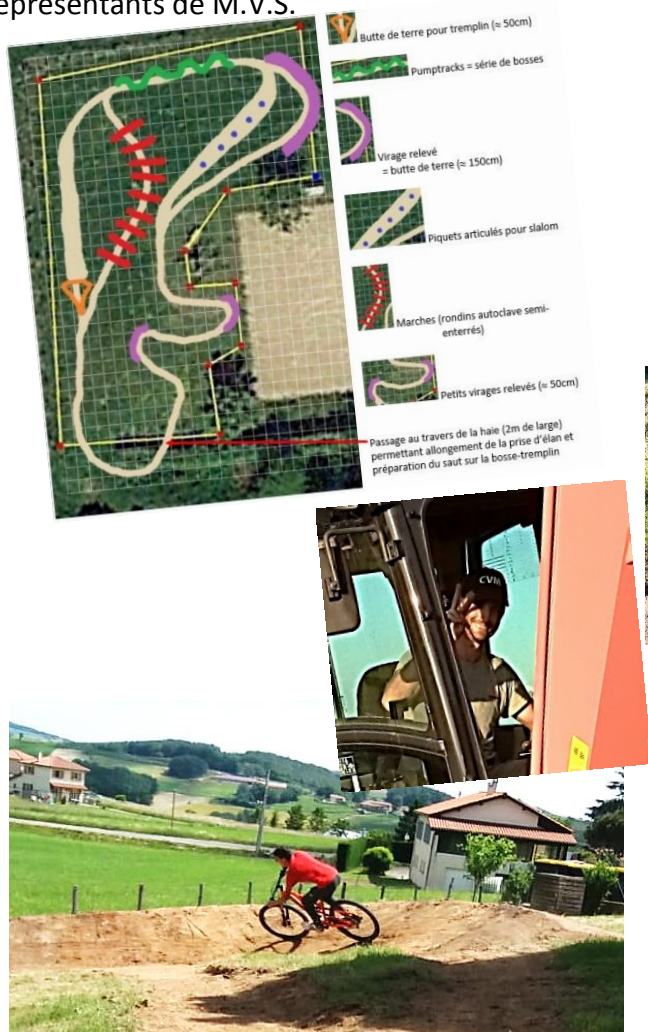 eprésentants de M.V.S.
Butte de terre pour tremplin (≈ 50cm)
Pumptracks = série de bosses
Virage relevé
= butte de terre (≈ 150cm)
Piquets articulés pour slalom
Marches (rondins autoclave semi-
enterrés)
Petits virages relevés (≈ 50cm)
Passage au travers de la haie (2m de large)
permettant allongement de la prise d'élan et
préparation du saut sur la bosse-tremplin
CVM